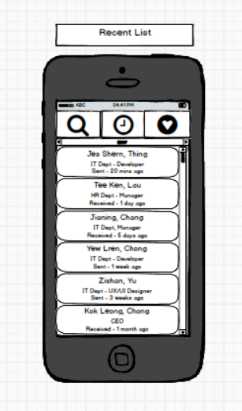 Recent List
ABC 04:41 PM
Jes Shern, Thing
IT Dept - Developer
Sent - 20 mins ago
Tee Ken, Lau
HR Dept - Manager
Received - 1 day ago
Jianing, Chang
IT Dept - Manager
Received - 5 days ago
Yew Lren, Chong
IT Dept - Developer
Sent - 1 week ago
Zishan, Yu
IT Dept - UX/UI Designer
Sent - 3 weeks ago
Kok Leong, Chong
CEO
Received - 1 month ago